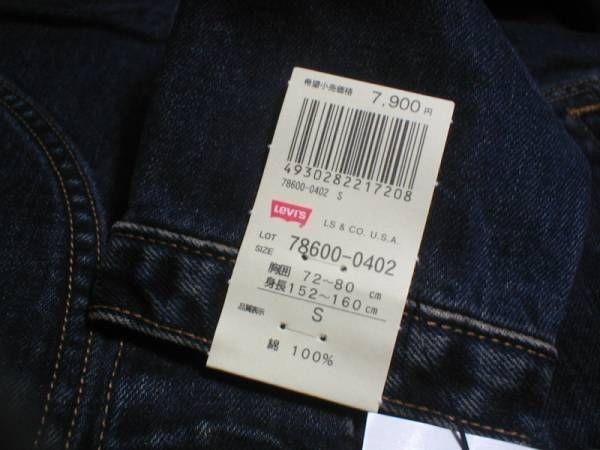 希望小売価格 7,900円
4930282217208
78600-0402 S
Levi's LS & CO. U.S.A.
LOT 78600-0402
SIZE
胸囲 72~80 cm
身長 152~160 cm
S
品質表示
綿 100%